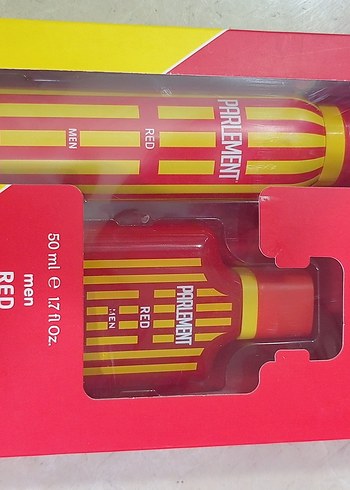 PARLEMENT
RED
MEN
PARLEMENT
RED
MEN
50 ml e 1.7 fl Oz.
men
RED